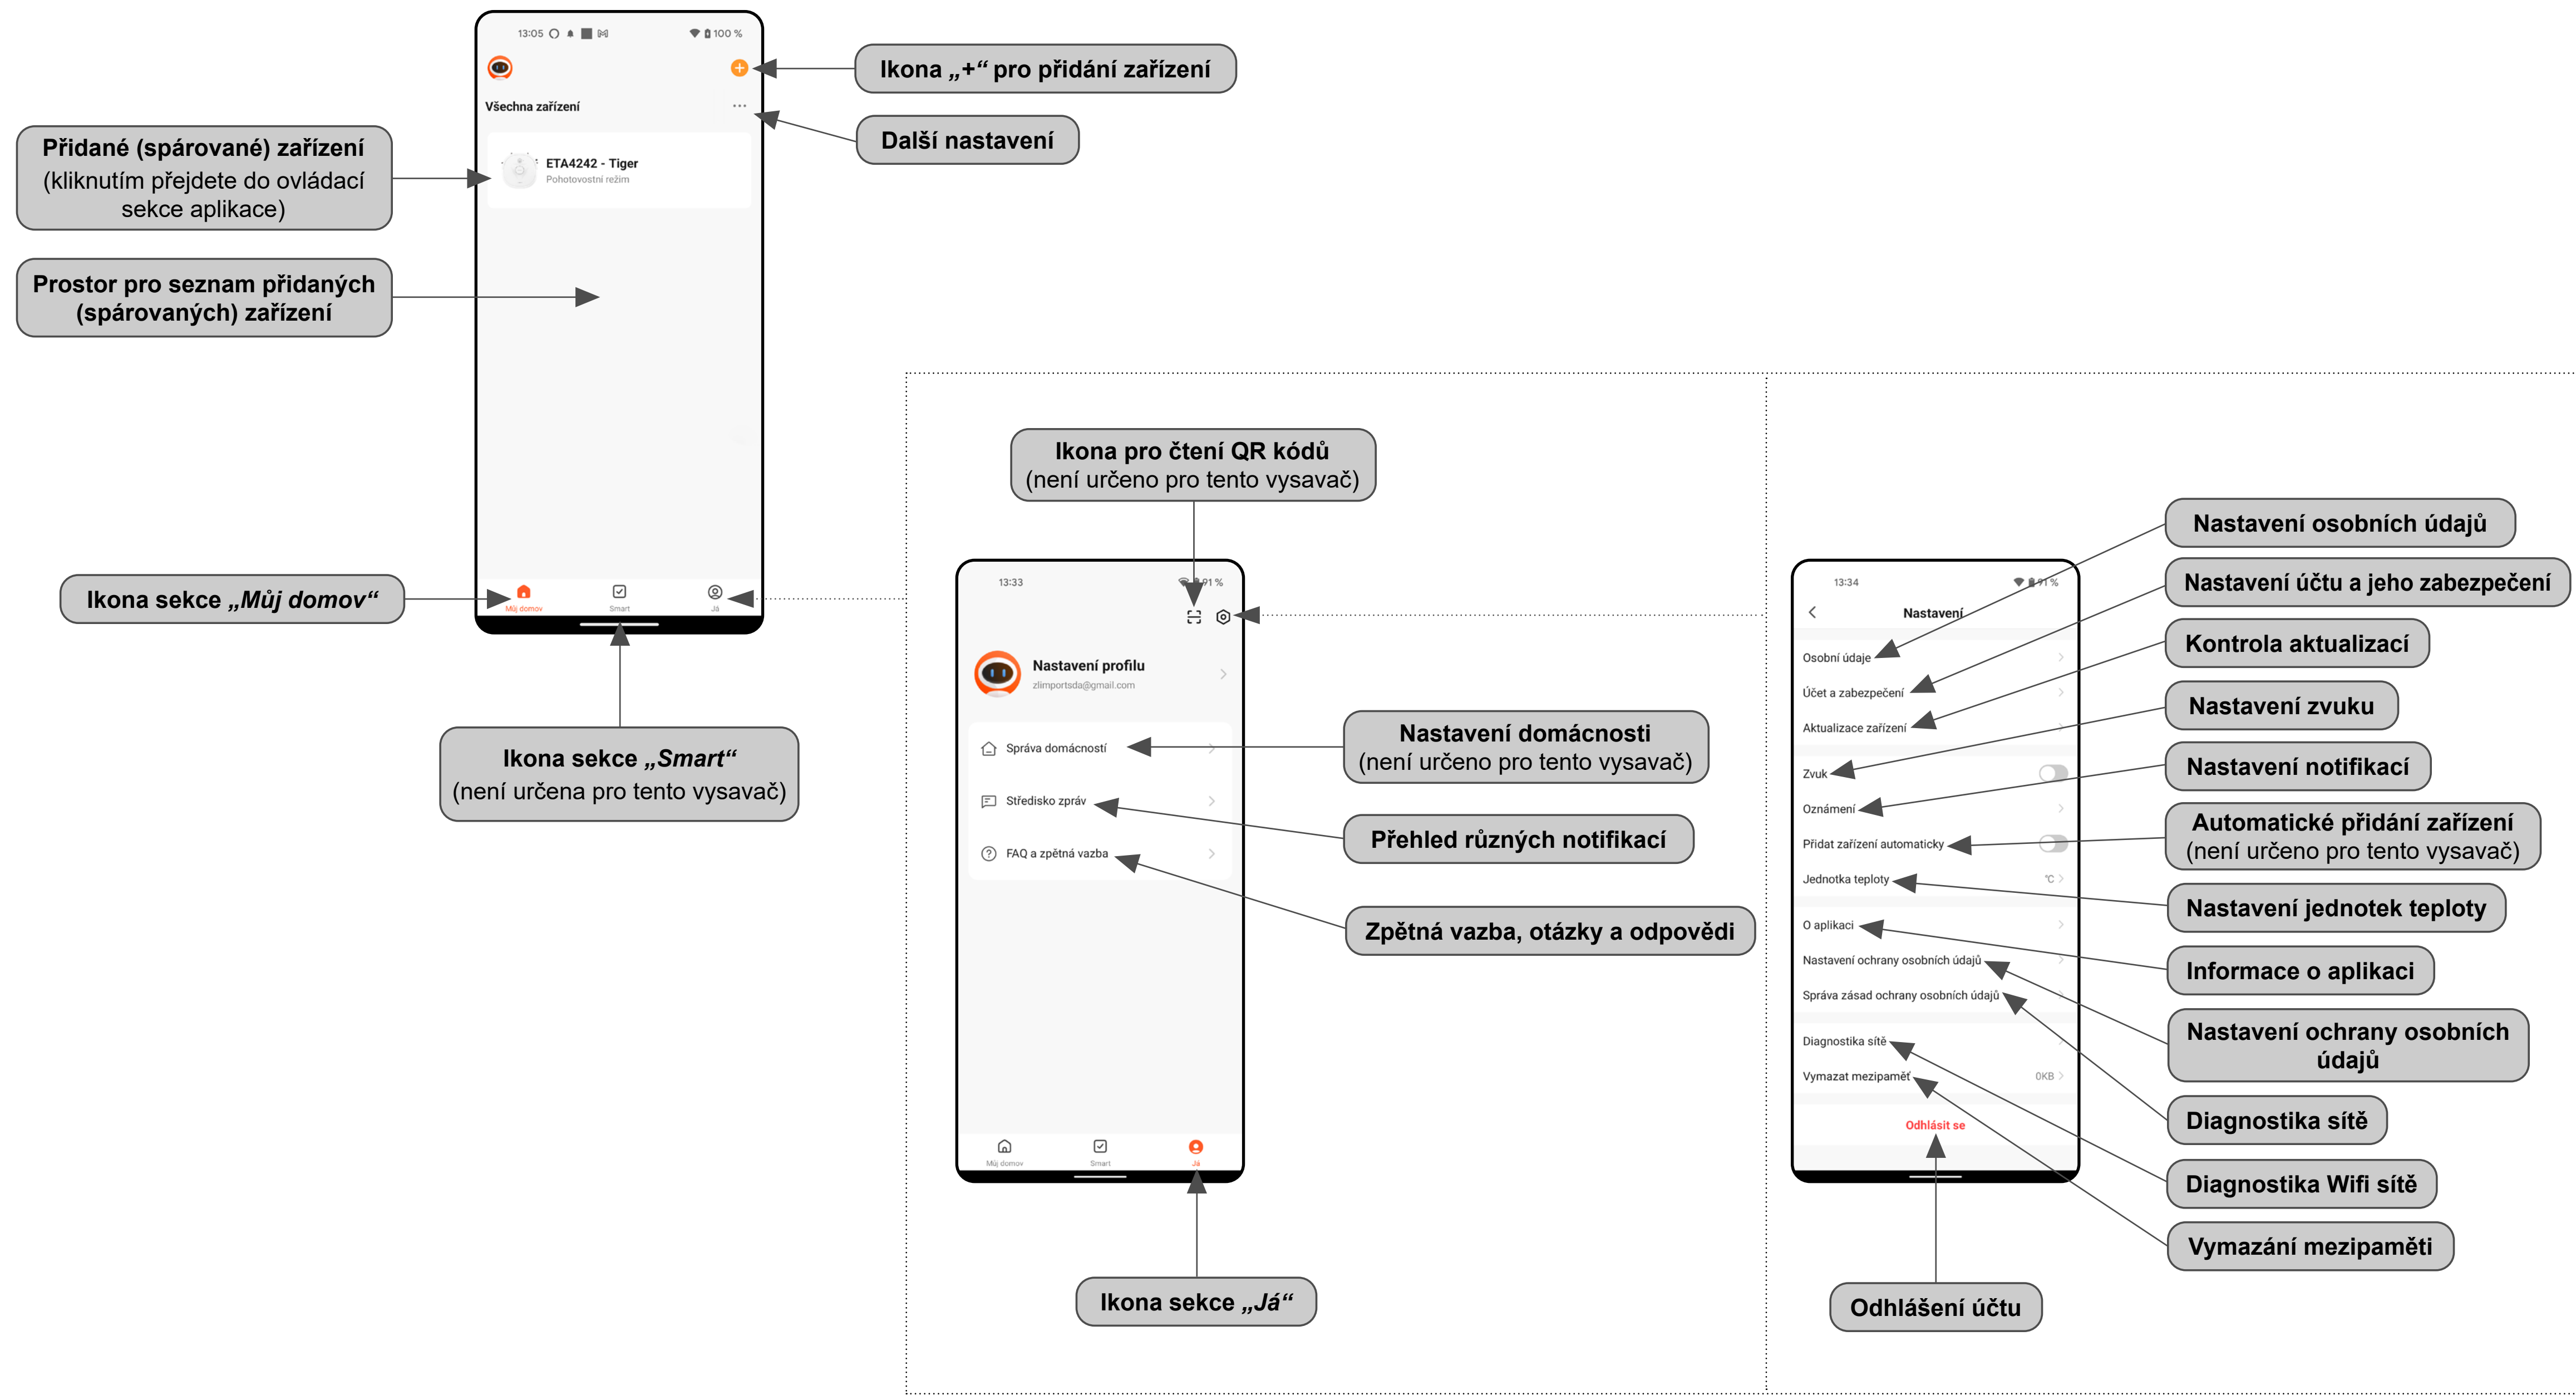 13:05
100 %
Ikona „+“ pro přidání zařízení
Všechna zařízení
Další nastavení
Přidané (spárované) zařízení
(kliknutím přejdete do ovládací
sekce aplikace)
ETA4242 - Tiger
Pohotovostní režim
Prostor pro seznam přidaných
(spárovaných) zařízení
Ikona sekce „Můj domov“
Můj domov
Smart
Já
Ikona sekce „Smart“
(není určena pro tento vysavač)
Ikona pro čtení QR kódů
(není určeno pro tento vysavač)
13:33
91 %
Nastavení profilu
zlimportsda@gmail.com
Správa domácností
Středisko zpráv
FAQ a zpětná vazba
Nastavení domácnosti
(není určeno pro tento vysavač)
Přehled různých notifikací
Zpětná vazba, otázky a odpovědi
Můj domov
Smart
Já
Ikona sekce „Já“
13:34
91 %
Nastavení
Osobní údaje
Účet a zabezpečení
Aktualizace zařízení
Zvuk
Oznámení
Přidat zařízení automaticky
Jednotka teploty
°C
O aplikaci
Nastavení ochrany osobních údajů
Správa zásad ochrany osobních údajů
Diagnostika sítě
Vymazat mezipaměť
0KB
Odhlásit se
Nastavení osobních údajů
Nastavení účtu a jeho zabezpečení
Kontrola aktualizací
Nastavení zvuku
Nastavení notifikací
Automatické přidání zařízení
(není určeno pro tento vysavač)
Nastavení jednotek teploty
Informace o aplikaci
Nastavení ochrany osobních
údajů
Diagnostika sítě
Diagnostika Wifi sítě
Vymazání mezipaměti
Odhlášení účtu